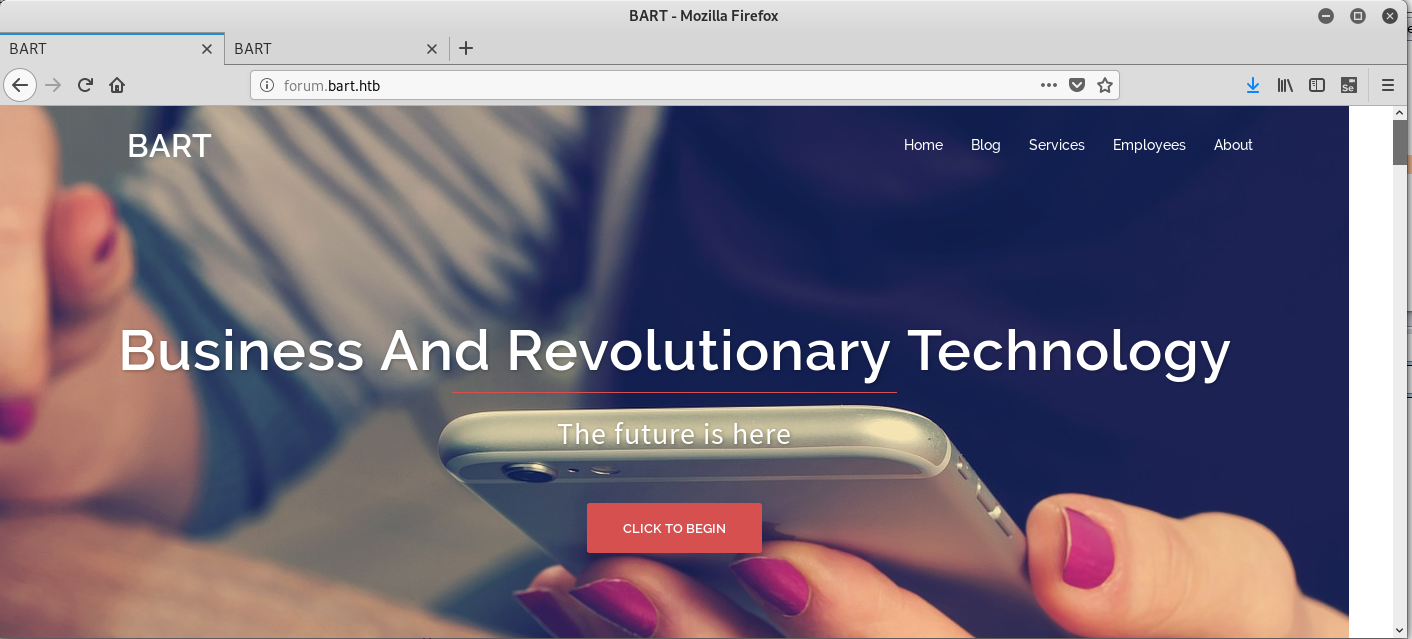 BART - Mozilla Firefox
BART
BART
forum.bart.htb
Se
BART
Home Blog Services Employees About
Business And Revolutionary Technology
The future is here
CLICK TO BEGIN